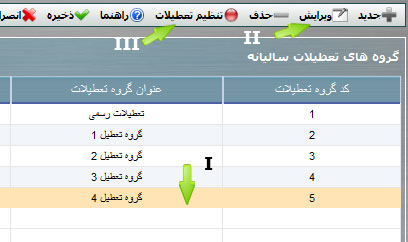 جدید ویرایش حذف تنظیم تعطیلات راهنما ذخیره انصرا
III II
گروه های تعطیلات سالیانه
کد گروه تعطیلات عنوان گروه تعطیلات
1 تعطیلات رسمی
2 گروه تعطیل 1
3 گروه تعطیل 2
I
4 گروه تعطیل 3
5 گروه تعطیل 4